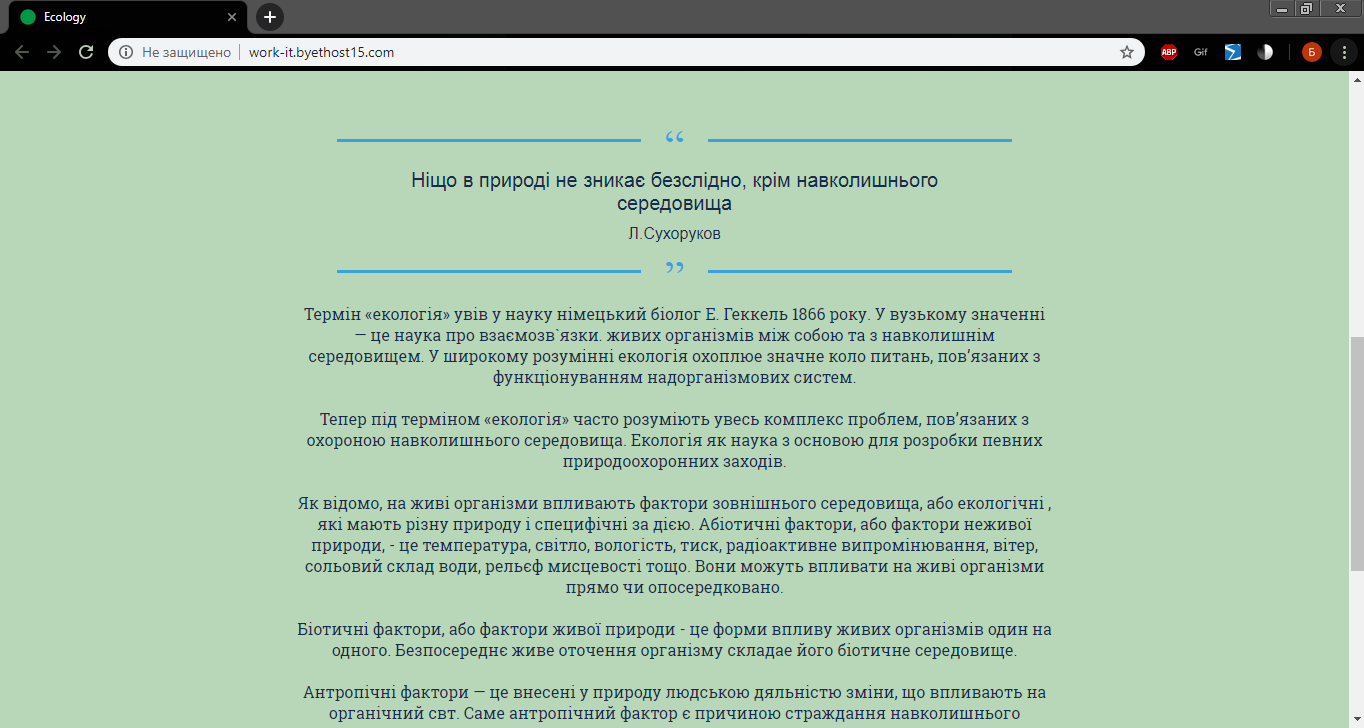 Ecology
Не защищено work-it.byethost15.com
ABP Gif Б
“
Ніщо в природі не зникає безслідно, крім навколишнього
середовища
Л.Сухоруков
”
Термін «екологія» увів у науку німецький біолог Е. Геккель 1866 року. У вузькому значенні
— це наука про взаємозв`язки. живих організмів між собою та з навколишнім
середовищем. У широкому розумінні екологія охоплює значне коло питань, пов’язаних з
функціонуванням надорганізмових систем.
Тепер під терміном «екологія» часто розуміють увесь комплекс проблем, пов’язаних з
охороною навколишнього середовища. Екологія як наука з основою для розробки певних
природоохоронних заходів.
Як відомо, на живі організми впливають фактори зовнішнього середовища, або екологічні ,
які мають різну природу і специфічні за дією. Абіотичні фактори, або фактори неживої
природи, - це температура, світло, вологість, тиск, радіоактивне випромінювання, вітер,
сольовий склад води, рельєф мисцевості тощо. Вони можуть впливати на живі організми
прямо чи опосередковано.
Біотичні фактори, або фактори живої природи - це форми впливу живих організмів один на
одного. Безпосереднє живе оточення організму складае його біотичне середовище.
Антропічні фактори — це внесені у природу людською дяльністю зміни, що впливають на
органічний свт. Саме антропічний фактор є причиною страждання навколишнього